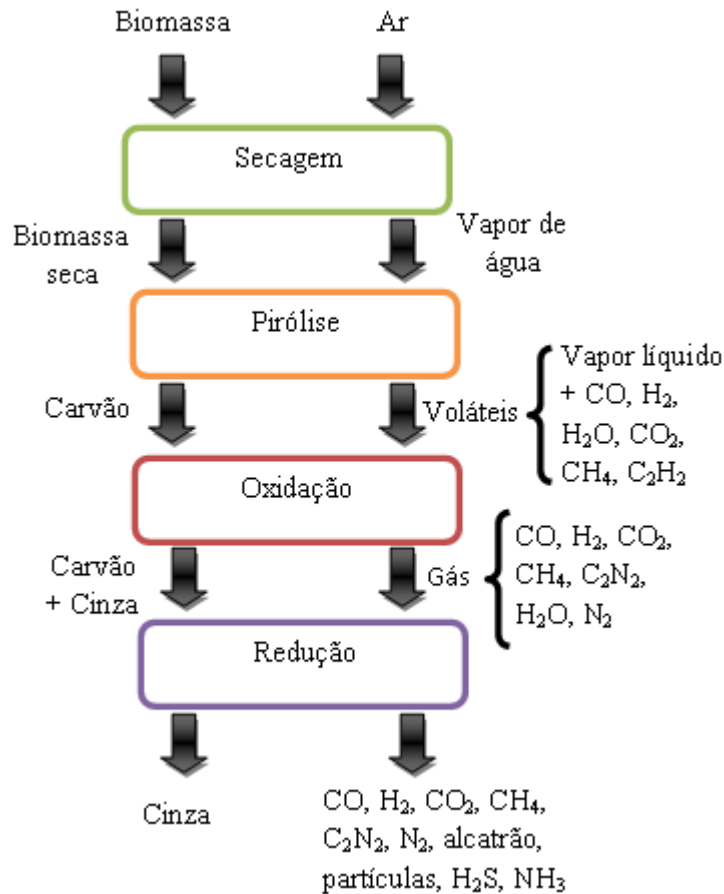 Biomassa
Ar
Secagem
Biomassa
seca
Vapor de
água
Pirólise
Carvão
Voláteis
Vapor líquido
+ CO, H₂,
H₂O, CO₂,
CH₄, C₂H₂
Oxidação
Carvão
+ Cinza
Gás
CO, H₂, CO₂,
CH₄, C₂N₂,
H₂O, N₂
Redução
Cinza
CO, H₂, CO₂, CH₄,
C₂N₂, N₂, alcatrão,
partículas, H₂S, NH₃